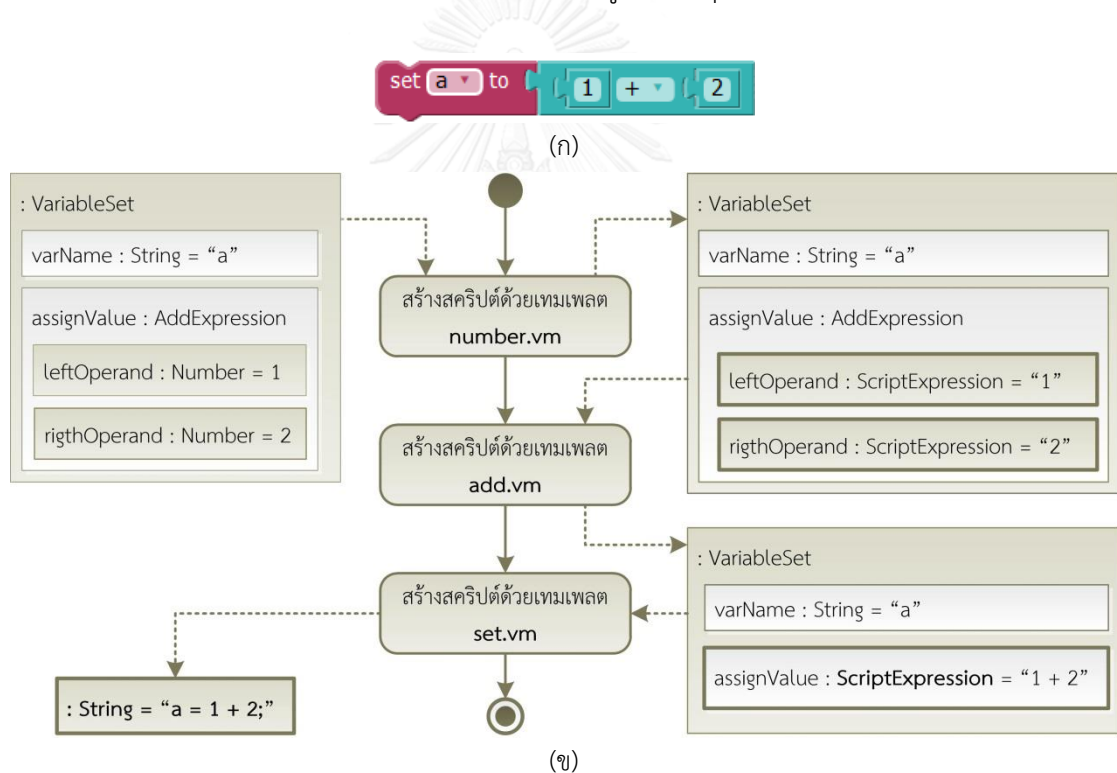 set a to 1 + 2
(ก)
: VariableSet
varName : String = “a”
assignValue : AddExpression
leftOperand : Number = 1
rigthOperand : Number = 2
สร้างสคริปต์ด้วยเทมเพลต
number.vm
: VariableSet
varName : String = “a”
assignValue : AddExpression
leftOperand : ScriptExpression = “1”
rigthOperand : ScriptExpression = “2”
สร้างสคริปต์ด้วยเทมเพลต
add.vm
: VariableSet
varName : String = “a”
assignValue : ScriptExpression = “1 + 2”
สร้างสคริปต์ด้วยเทมเพลต
set.vm
: String = “a = 1 + 2;”
(ข)